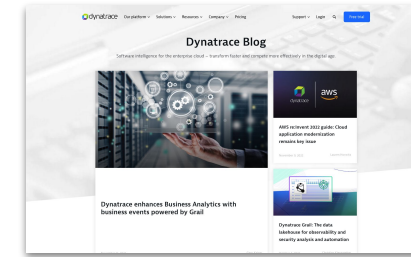 dynatrace
Our platform
Solutions
Resources
Company
Pricing
Support
Login
Free trial
Dynatrace Blog
Software intelligence for the enterprise cloud — transform faster and compete more effectively in the digital age.
dynatrace
aws
AWS re:Invent 2022 guide: Cloud
application modernization
remains key issue
Dynatrace enhances Business Analytics with
business events powered by Grail
Dynatrace Grail: The data
lakehouse for observability and
security analysis and automation